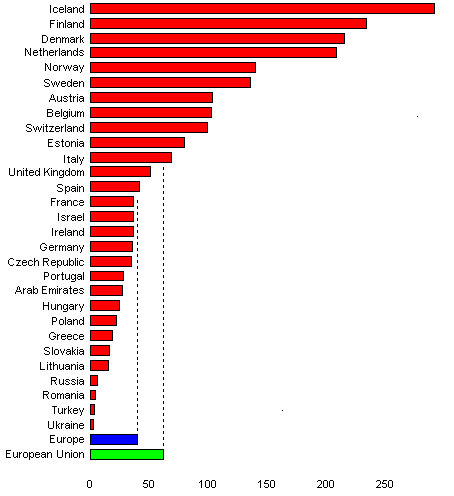 Iceland
Finland
Denmark
Netherlands
Norway
Sweden
Austria
Belgium
Switzerland
Estonia
Italy
United Kingdom
Spain
France
Israel
Ireland
Germany
Czech Republic
Portugal
Arab Emirates
Hungary
Poland
Greece
Slovakia
Lithuania
Russia
Romania
Turkey
Ukraine
Europe
European Union
0 50 100 150 200 250